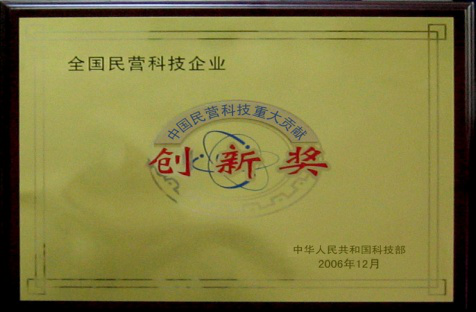 全国民营科技企业
中国民营科技重大贡献
创新奖
中华人民共和国科技部
2006年12月